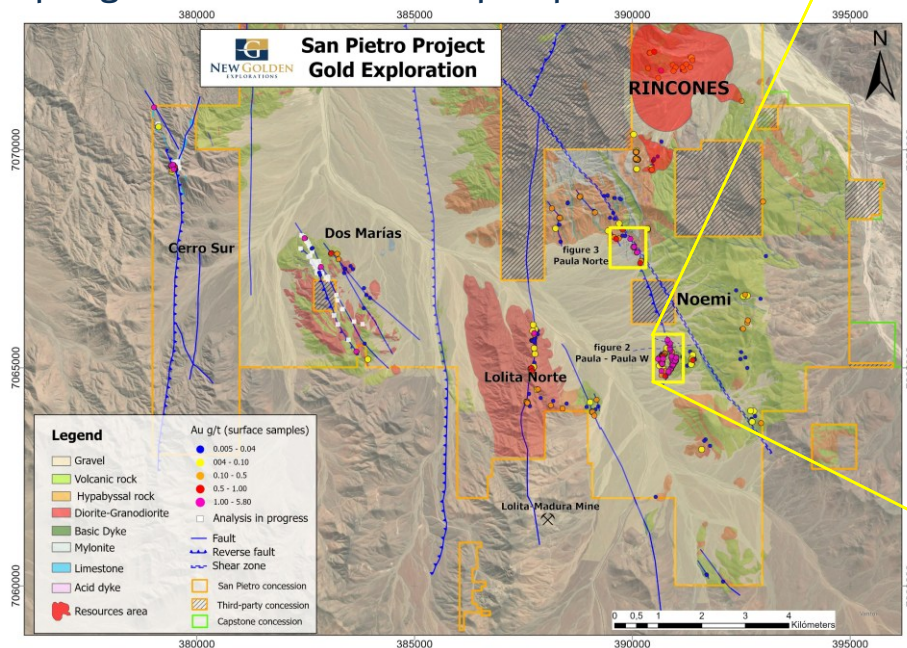 380000 385000 390000 395000
NEW GOLDEN
EXPLORATIONS
San Pietro Project
Gold Exploration
N
RINCONES
7070000
7065000
7060000
Cerro Sur
Dos Marías
figure 3
Paula Norte
Noemi
figure 2
Paula - Paula W
Lolita Norte
Lolita-Madura Mine
Legend
Gravel
Volcanic rock
Hypabyssal rock
Diorite-Granodiorite
Basic Dyke
Mylonite
Limestone
Acid dyke
Resources area
Au g/t (surface samples)
0.005 - 0.04
004 - 0.10
0.10 - 0.5
0.5 - 1.00
1.00 - 5.80
Analysis in progress
Fault
Reverse fault
Shear zone
San Pietro concession
Third-party concession
Capstone concession
0 0.5 1 2 3 4
Kilómeters
380000 385000 390000 395000